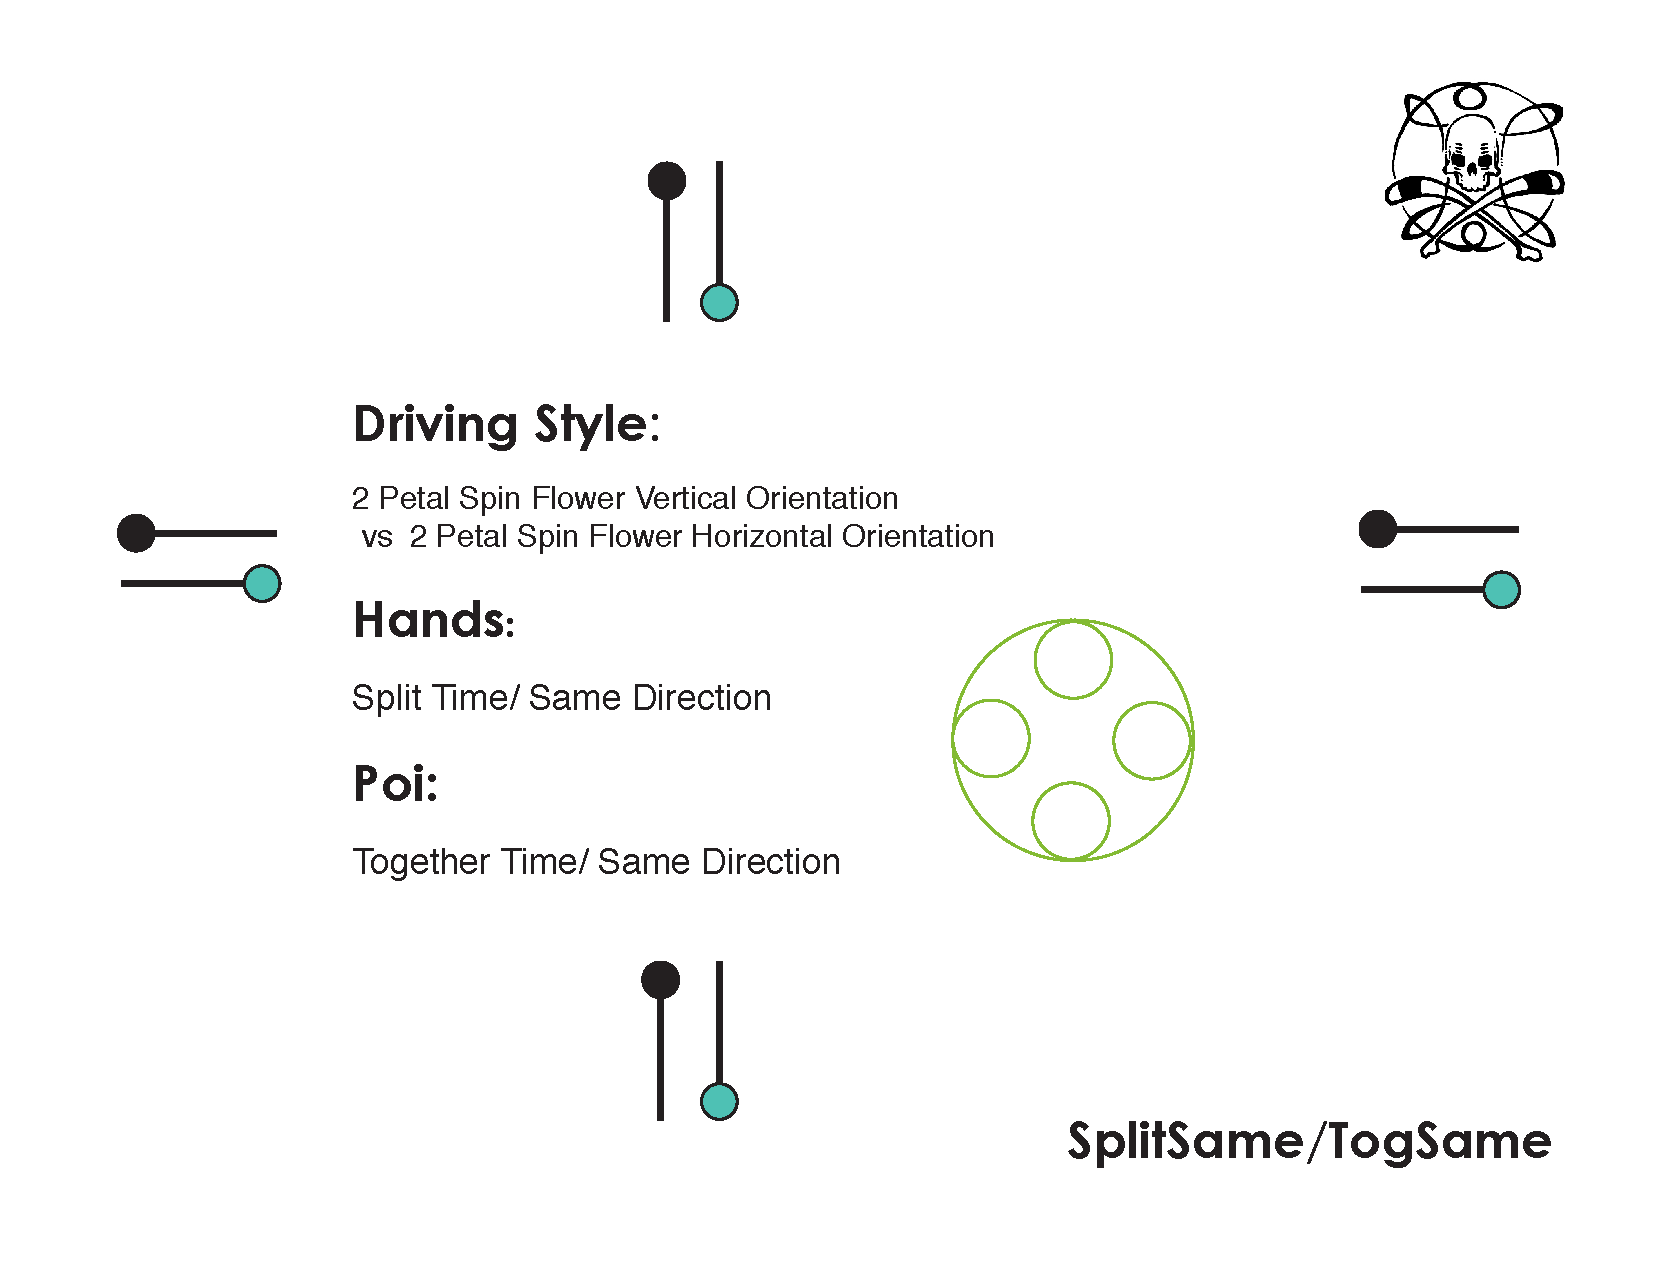 Driving Style:
2 Petal Spin Flower Vertical Orientation
vs 2 Petal Spin Flower Horizontal Orientation
Hands:
Split Time/ Same Direction
Poi:
Together Time/ Same Direction
SplitSame/TogSame